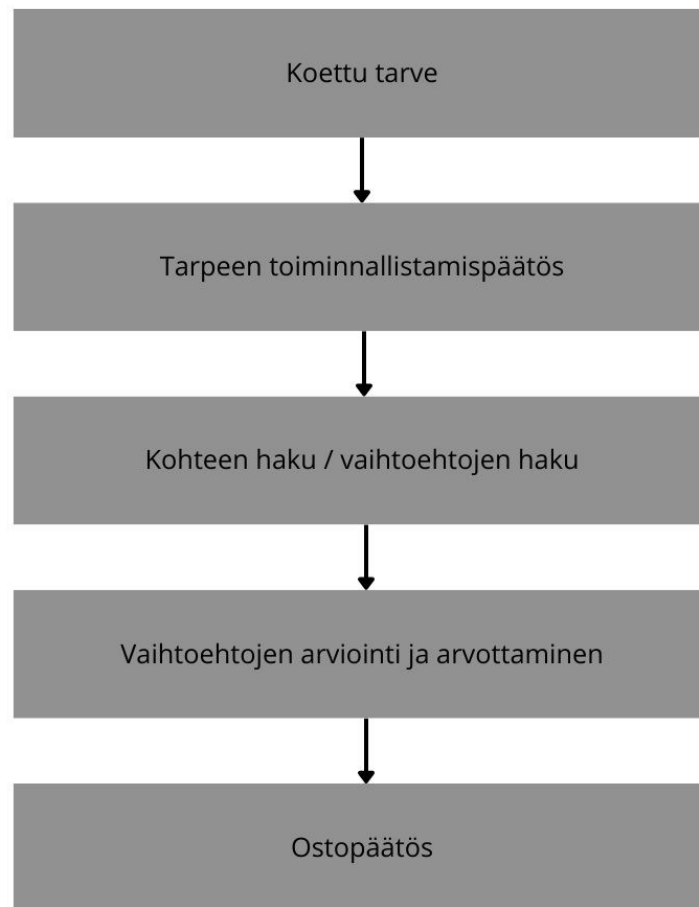 Koettu tarve
Tarpeen toiminnallistamispäätös
Kohteen haku / vaihtoehtojen haku
Vaihtoehtojen arviointi ja arvottaminen
Ostopäätös